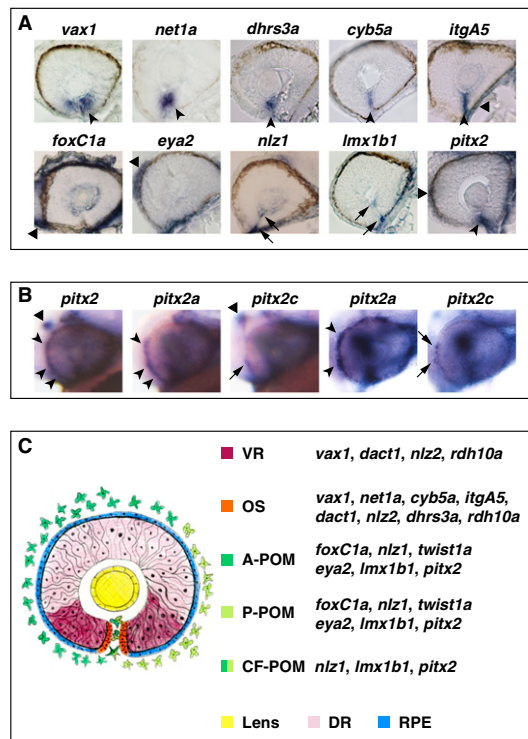 A
vax1 net1a dhrs3a cyb5a itgA5
foxC1a eya2 nlz1 lmx1b1 pitx2
B
pitx2 pitx2a pitx2c pitx2a pitx2c
C
VR vax1, dact1, nlz2, rdh10a
OS vax1, net1a, cyb5a, itgA5,
dact1, nlz2, dhrs3a, rdh10a
A-POM foxC1a, nlz1, twist1a
eya2, lmx1b1, pitx2
P-POM foxC1a, nlz1, twist1a
eya2, lmx1b1, pitx2
CF-POM nlz1, lmx1b1, pitx2
Lens DR RPE